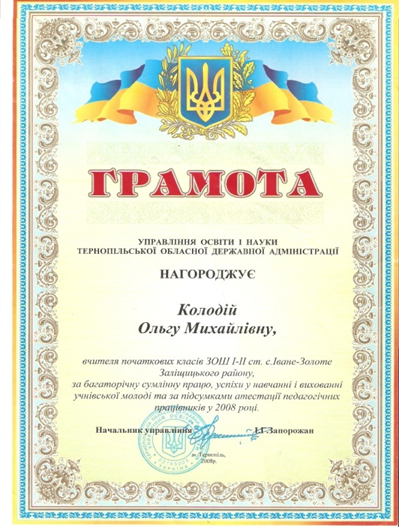 ГРАМОТА
УПРАВЛІННЯ ОСВІТИ І НАУКИ
ТЕРНОПІЛЬСЬКОЇ ОБЛАСНОЇ ДЕРЖАВНОЇ АДМІНІСТРАЦІЇ
НАГОРОДЖУЄ
Колодій
Ольгу Михайлівну,
вчителя початкових класів ЗОШ І-ІІ ст. с.Іване-Золоте
Заліщицького району,
за багаторічну сумлінну працю, успіхи у навчанні і вихованні
учнівської молоді та за підсумками атестації педагогічних
працівників у 2008 році.
Начальник управління І.Г.Запорожан
м. Тернопіль,
2008р.